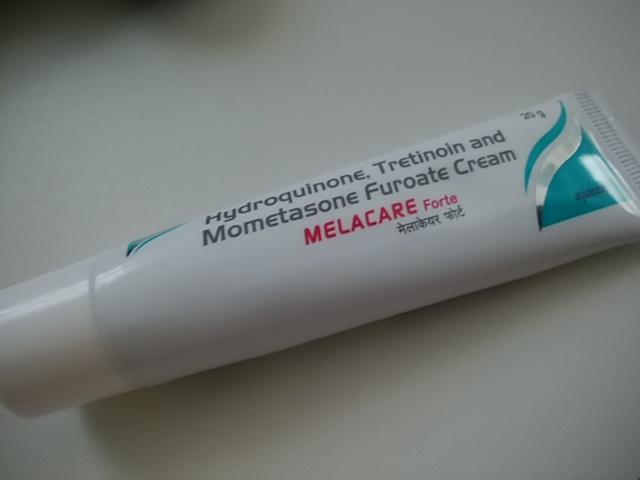 20 g
Hydroquinone, Tretinoin and
Mometasone Furoate Cream
MELACARE Forte
मेलाकेयर फोर्ट